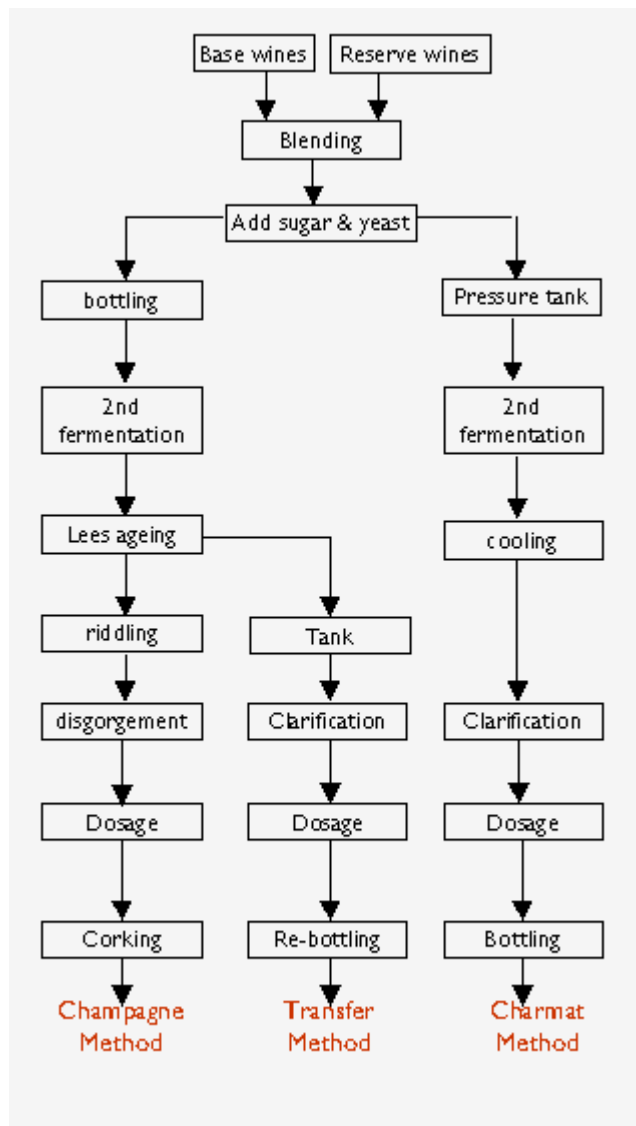 Base wines
Reserve wines
Blending
Add sugar & yeast
bottling
Pressure tank
2nd
fermentation
2nd
fermentation
Lees ageing
cooling
riddling
Tank
disgorgement
Clarification
Clarification
Dosage
Dosage
Dosage
Corking
Re-bottling
Bottling
Champagne
Method
Transfer
Method
Charmat
Method